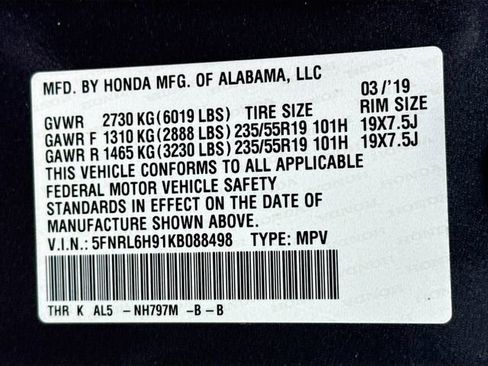 MFD. BY HONDA MFG. OF ALABAMA, LLC
03/'19
GVWR 2730 KG (6019 LBS) TIRE SIZE RIM SIZE
GAWR F 1310 KG (2888 LBS) 235/55R19 101H 19X7.5J
GAWR R 1465 KG (3230 LBS) 235/55R19 101H 19X7.5J
THIS VEHICLE CONFORMS TO ALL APPLICABLE
FEDERAL MOTOR VEHICLE SAFETY
STANDARDS IN EFFECT ON THE DATE OF
MANUFACTURE SHOWN ABOVE.
V.I.N.: 5FNRL6H91KB088498 TYPE: MPV
THR K AL5 -NH797M -B-B